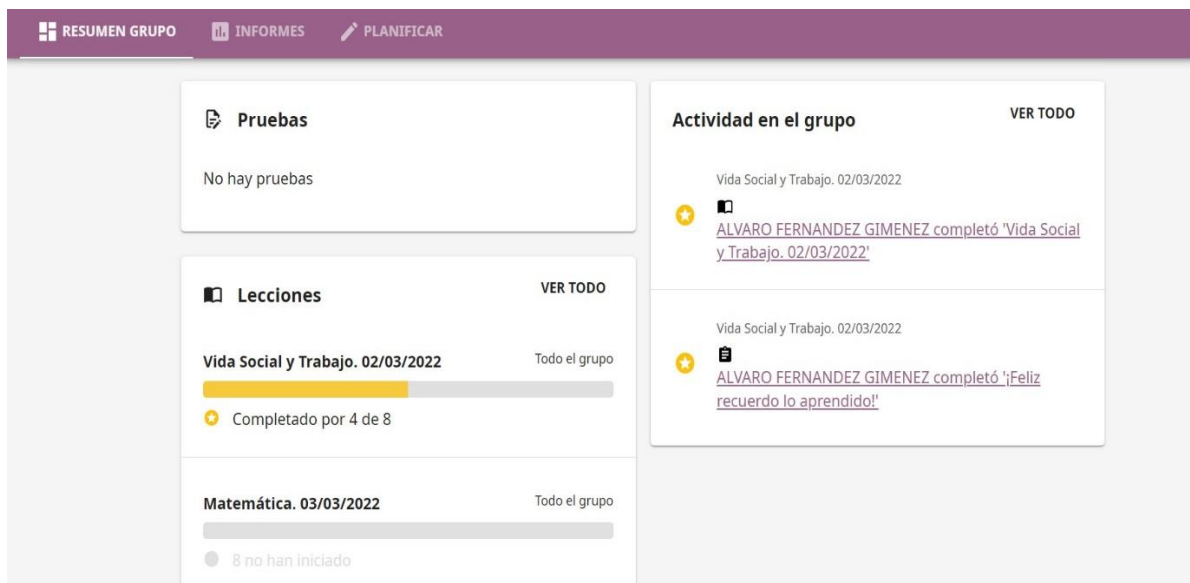 RESUMEN GRUPO
INFORMES
PLANIFICAR
Pruebas
No hay pruebas
Lecciones
VER TODO
Vida Social y Trabajo. 02/03/2022
Todo el grupo
Completado por 4 de 8
Matemática. 03/03/2022
Todo el grupo
8 no han iniciado
Actividad en el grupo
VER TODO
Vida Social y Trabajo. 02/03/2022
ALVARO FERNANDEZ GIMENEZ completó 'Vida Social
y Trabajo. 02/03/2022'
Vida Social y Trabajo. 02/03/2022
ALVARO FERNANDEZ GIMENEZ completó '¡Feliz
recuerdo lo aprendido!'